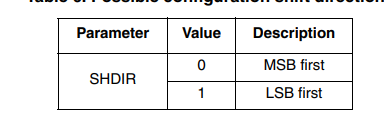 Parameter Value Description
SHDIR 0 MSB first
1 LSB first